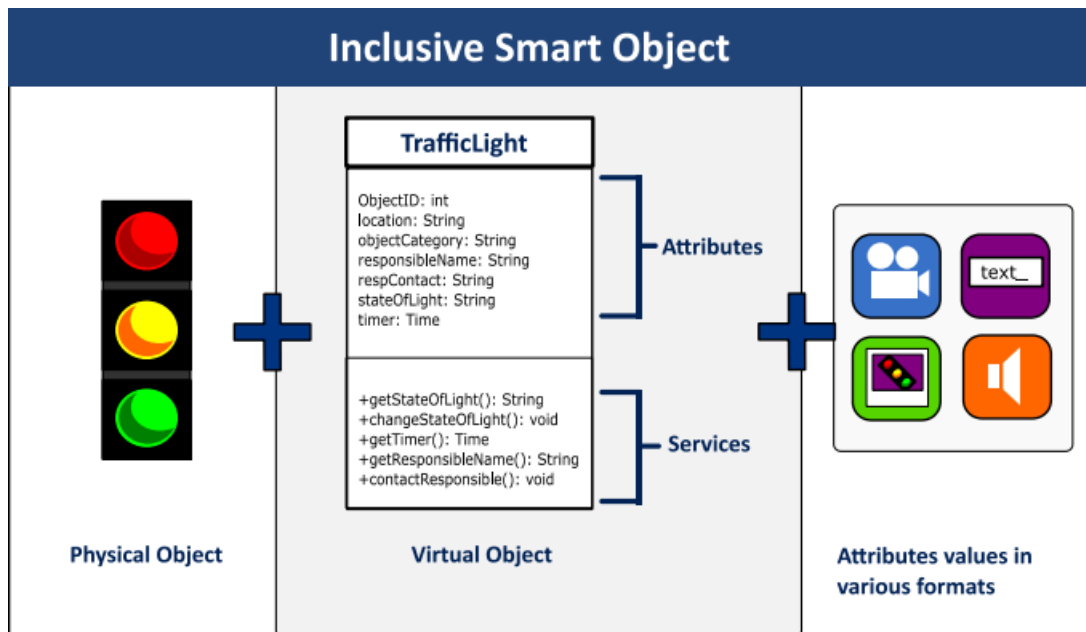 Inclusive Smart Object
TrafficLight
ObjectID: int
location: String
objectCategory: String
responsibleName: String
respContact: String
stateOfLight: String
timer: Time
Attributes
+getStateOfLight(): String
+changeStateOfLight(): void
+getTimer(): Time
+getResponsibleName(): String
+contactResponsible(): void
Services
text_
Physical Object
Virtual Object
Attributes values in
various formats